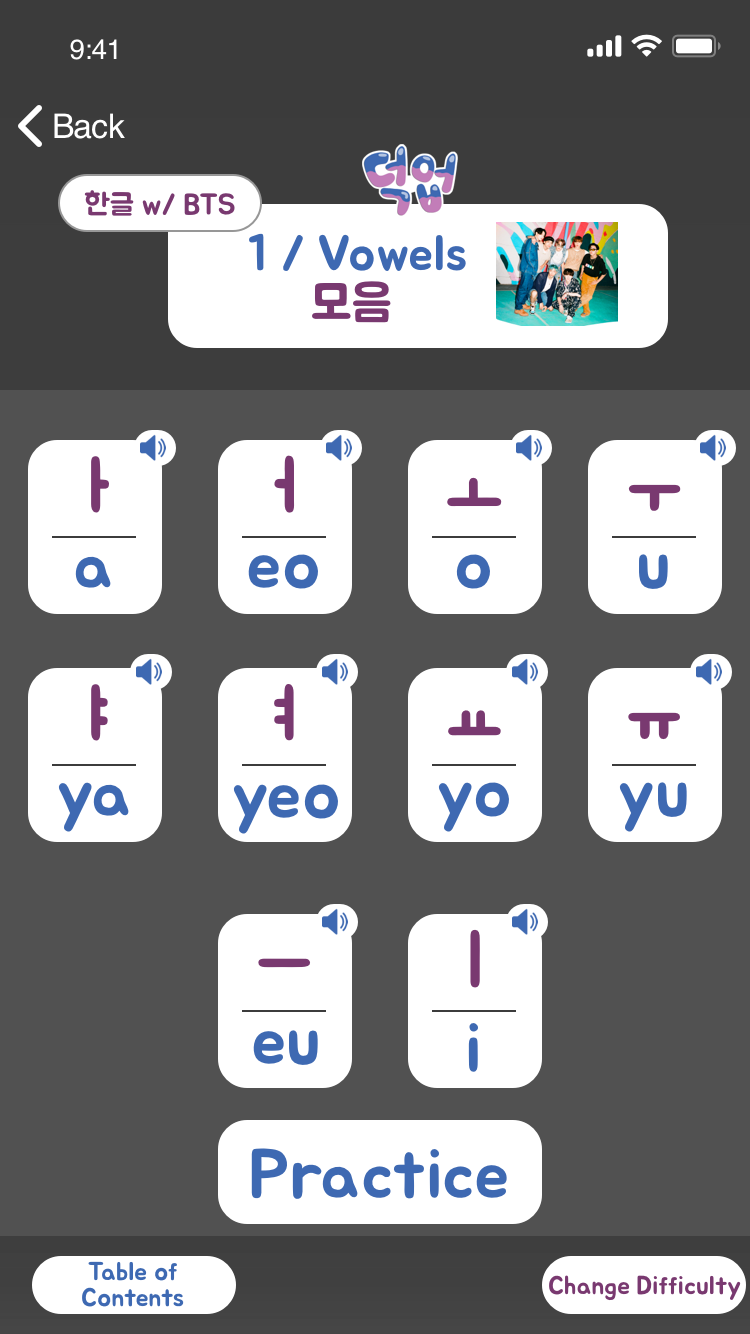 9:41
Back
덕업
한글 w/ BTS
1 / Vowels
모음
ㅏ
a
ㅓ
eo
ㅗ
o
ㅜ
u
ㅑ
ya
ㅕ
yeo
ㅛ
yo
ㅠ
yu
ㅡ
eu
ㅣ
i
Practice
Table of
Contents
Change Difficulty